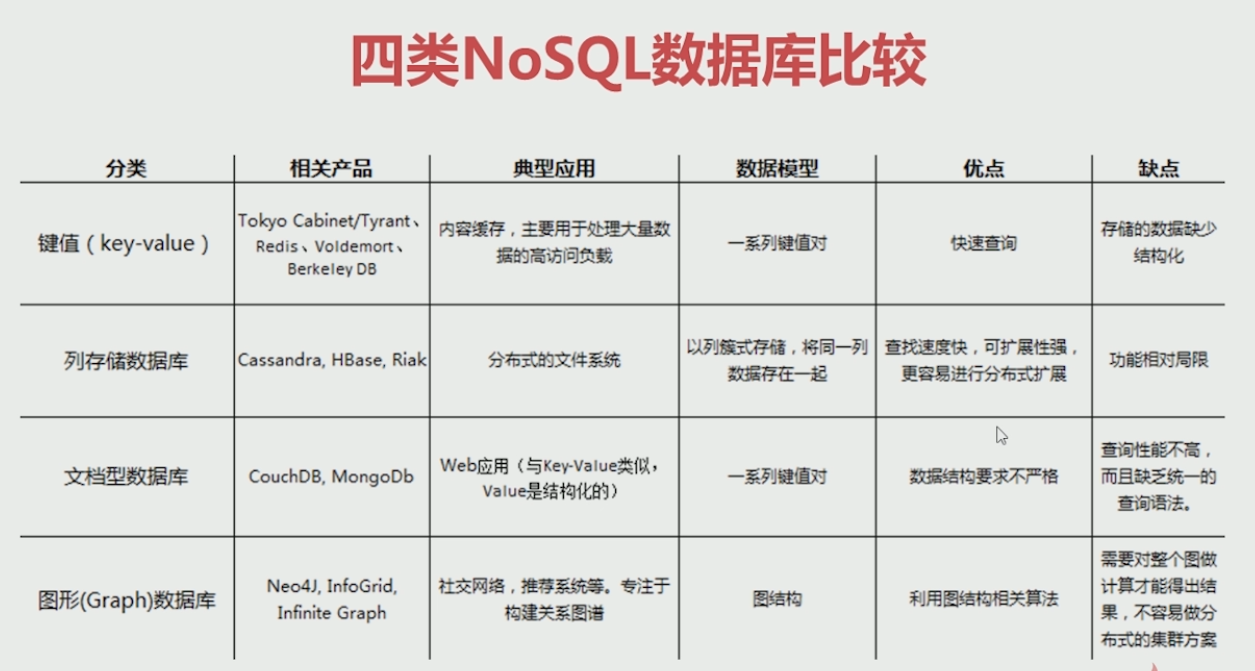 四类NoSQL数据库比较
分类 相关产品 典型应用 数据模型 优点 缺点
键值（key-value）
Tokyo Cabinet/Tyrant、
Redis、Voldemort、
Berkeley DB
内容缓存，主要用于处理大量数
据的高访问负载
一系列键值对
快速查询
存储的数据缺少
结构化
列存储数据库
Cassandra, HBase, Riak
分布式的文件系统
以列簇式存储，将同一列
数据存在一起
查找速度快，可扩展性强，
更容易进行分布式扩展
功能相对局限
文档型数据库
CouchDB, MongoDb
Web应用（与Key-Value类似，
Value是结构化的）
一系列键值对
数据结构要求不严格
查询性能不高，
而且缺乏统一的
查询语法。
图形(Graph)数据库
Neo4J, InfoGrid,
Infinite Graph
社交网络，推荐系统等。专注于
构建关系图谱
图结构
利用图结构相关算法
需要对整个图做
计算才能得出结
果，不容易做分
布式的集群方案